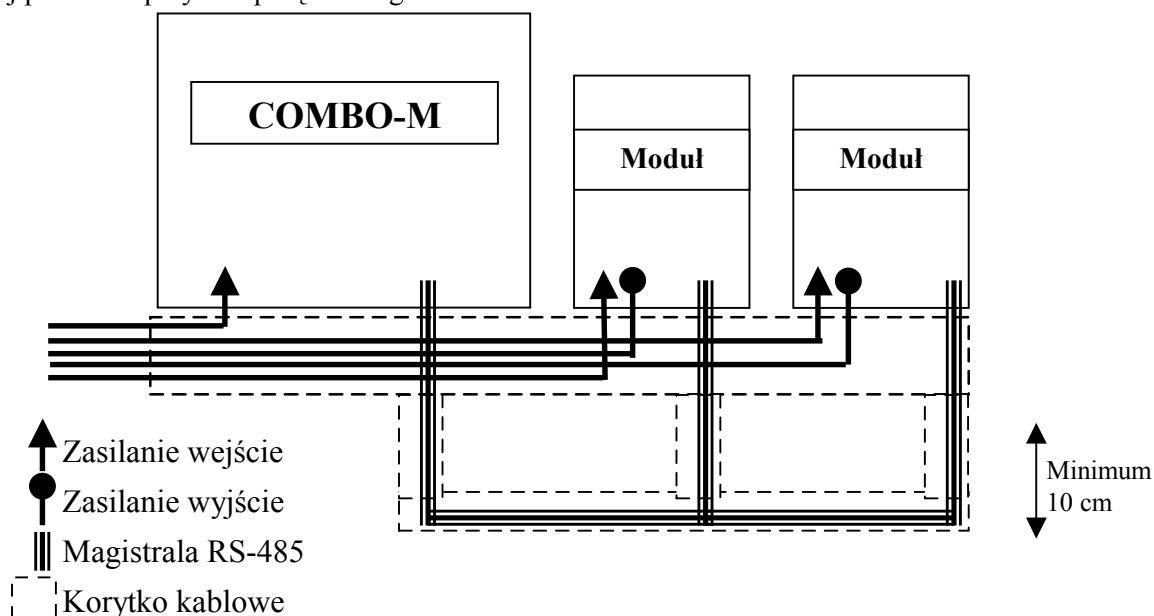 COMBO-M
Moduł
Moduł
Zasilanie wejście
Zasilanie wyjście
Magistrala RS-485
Korytko kablowe
Minimum
10 cm